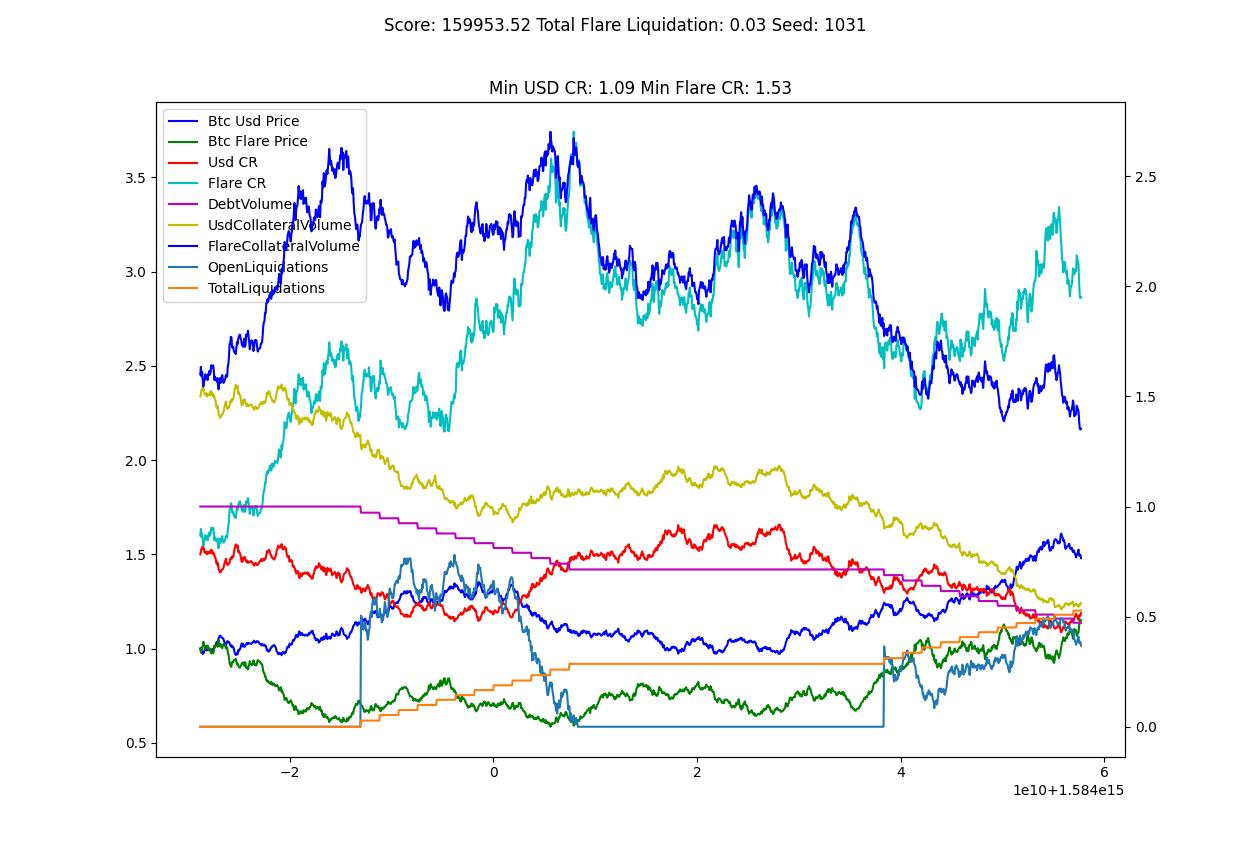 Score: 159953.52 Total Flare Liquidation: 0.03 Seed: 1031
Min USD CR: 1.09 Min Flare CR: 1.53
Btc Usd Price
Btc Flare Price
Usd CR
Flare CR
DebtVolume
UsdCollateralVolume
FlareCollateralVolume
OpenLiquidations
TotalLiquidations
3.5
3.0
2.5
2.0
1.5
1.0
0.5
2.5
2.0
1.5
1.0
0.5
0.0
−2 0 2 4 6
1e10+1.584e15